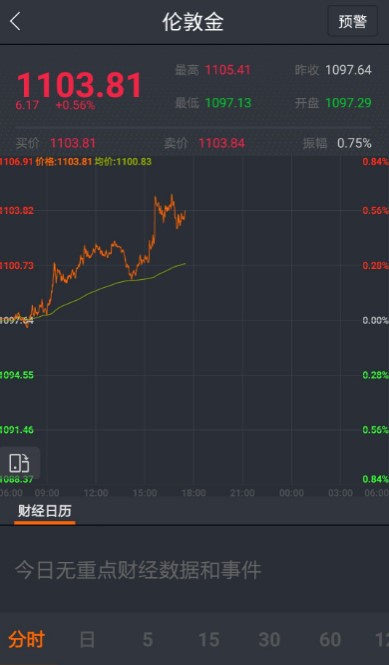 伦敦金
预警
1103.81
6.17 +0.56%
最高 1105.41 昨收 1097.64
最低 1097.13 开盘 1097.29
买价 1103.81 卖价 1103.84 振幅 0.75%
1106.91 价格:1103.81 均价:1100.83 0.84%
1103.82 0.56%
1100.73 0.28%
1097.64 0.00%
1094.55 0.28%
1091.46 0.56%
1088.37 0.84%
06:00 09:00 12:00 15:00 18:00 21:00 00:00 03:00 06:00
财经日历
今日无重点财经数据和事件
分时 日 5 15 30 60